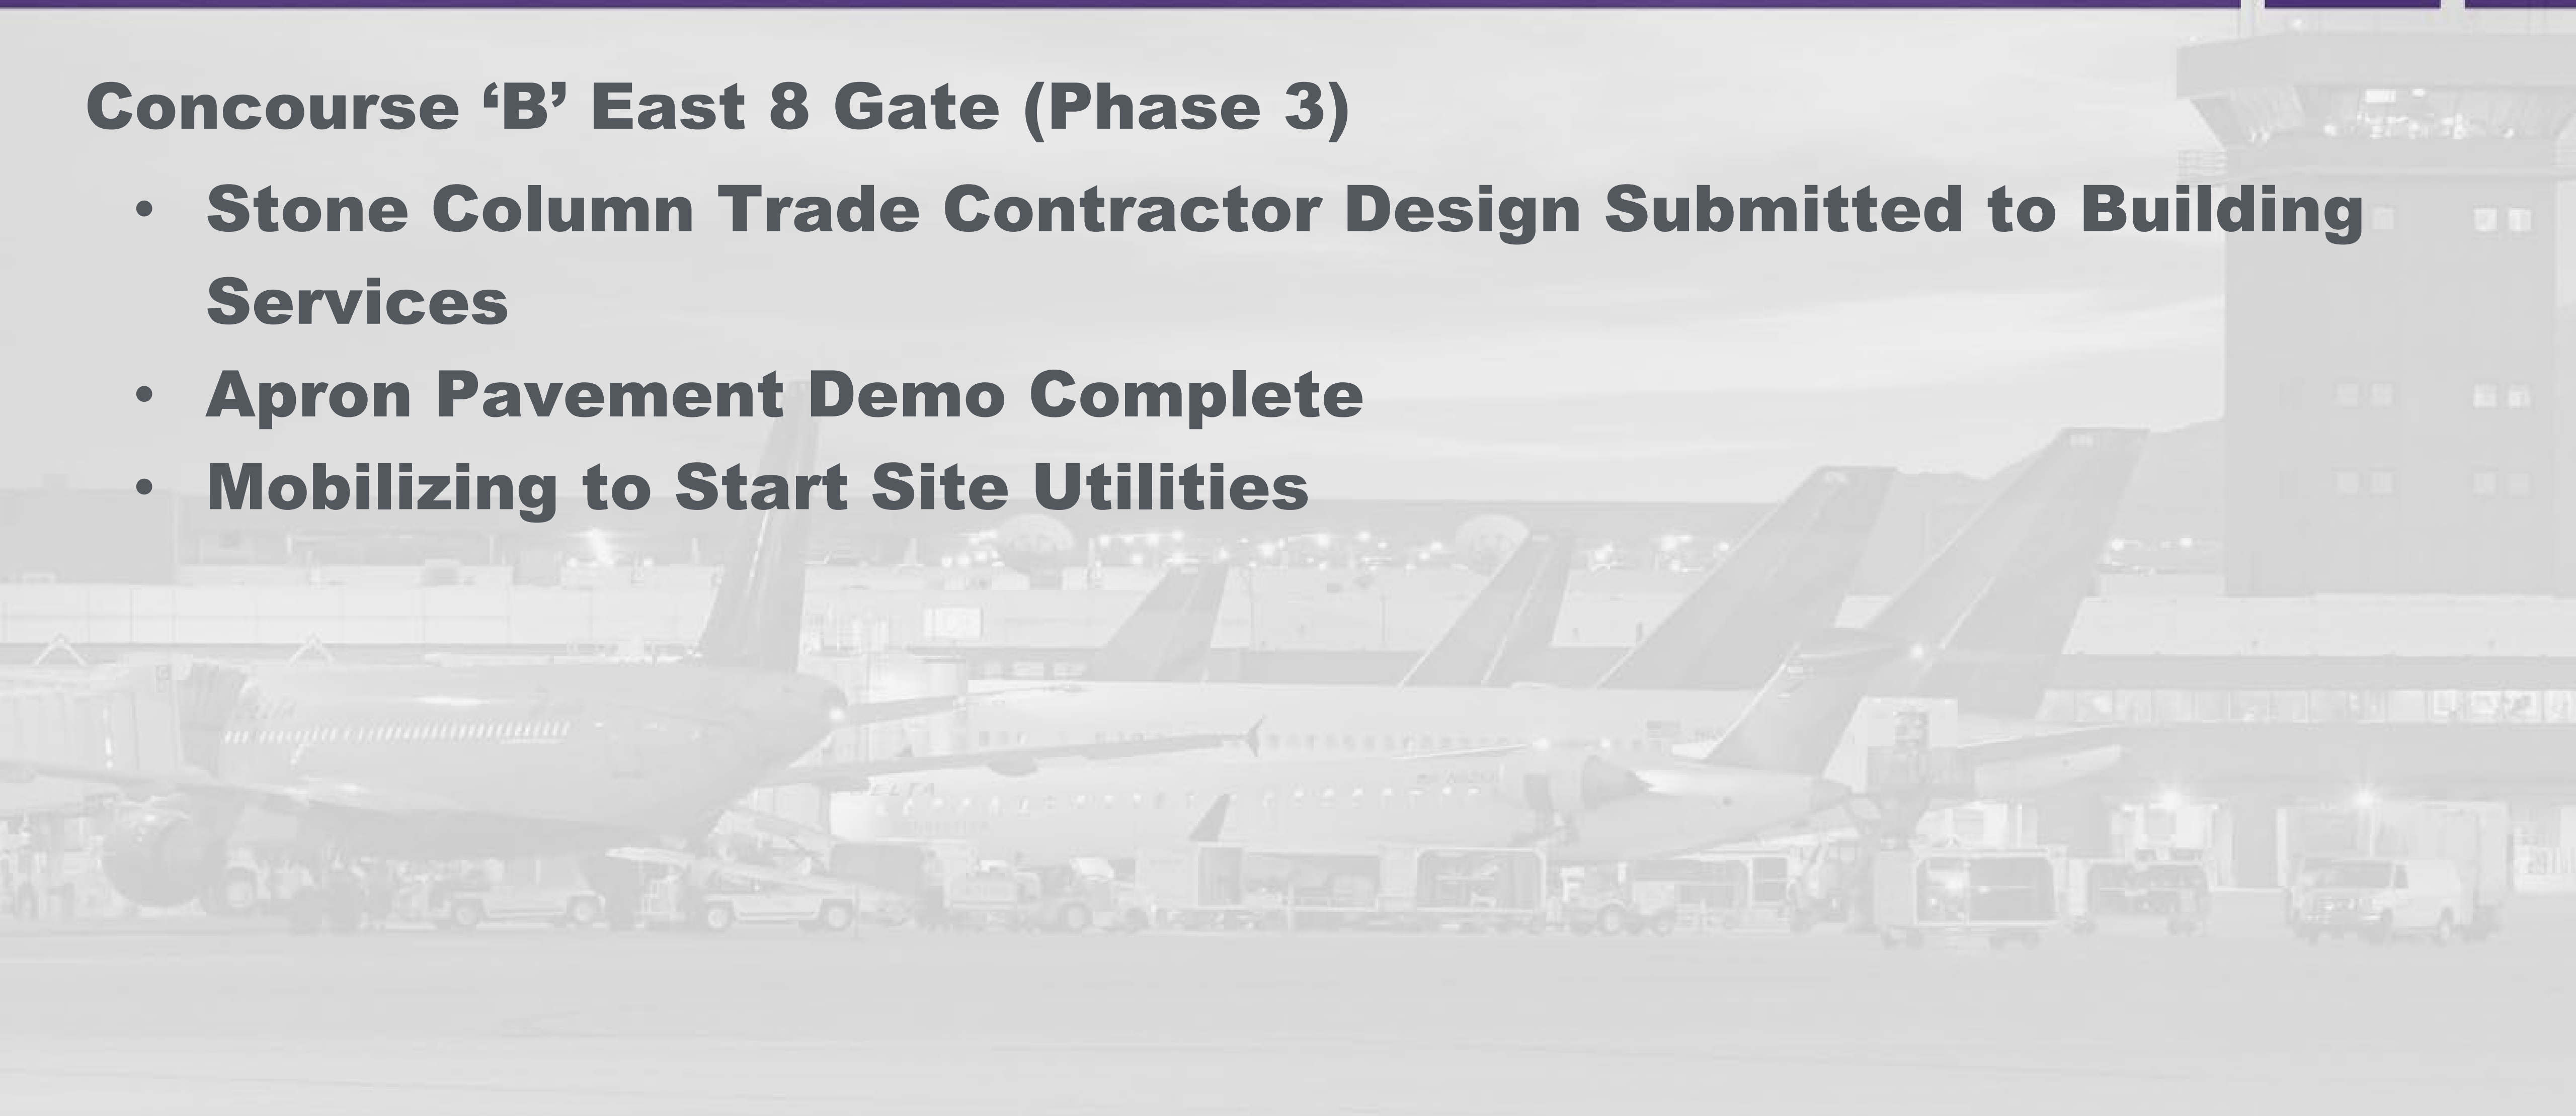 Concourse ‘B’ East 8 Gate (Phase 3)
• Stone Column Trade Contractor Design Submitted to Building
Services
• Apron Pavement Demo Complete
• Mobilizing to Start Site Utilities
DELTA